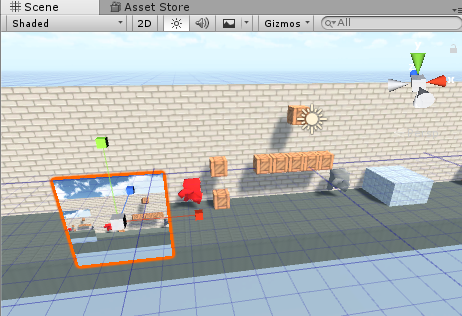 Scene
Asset Store
Shaded
2D
Gizmos
All
x